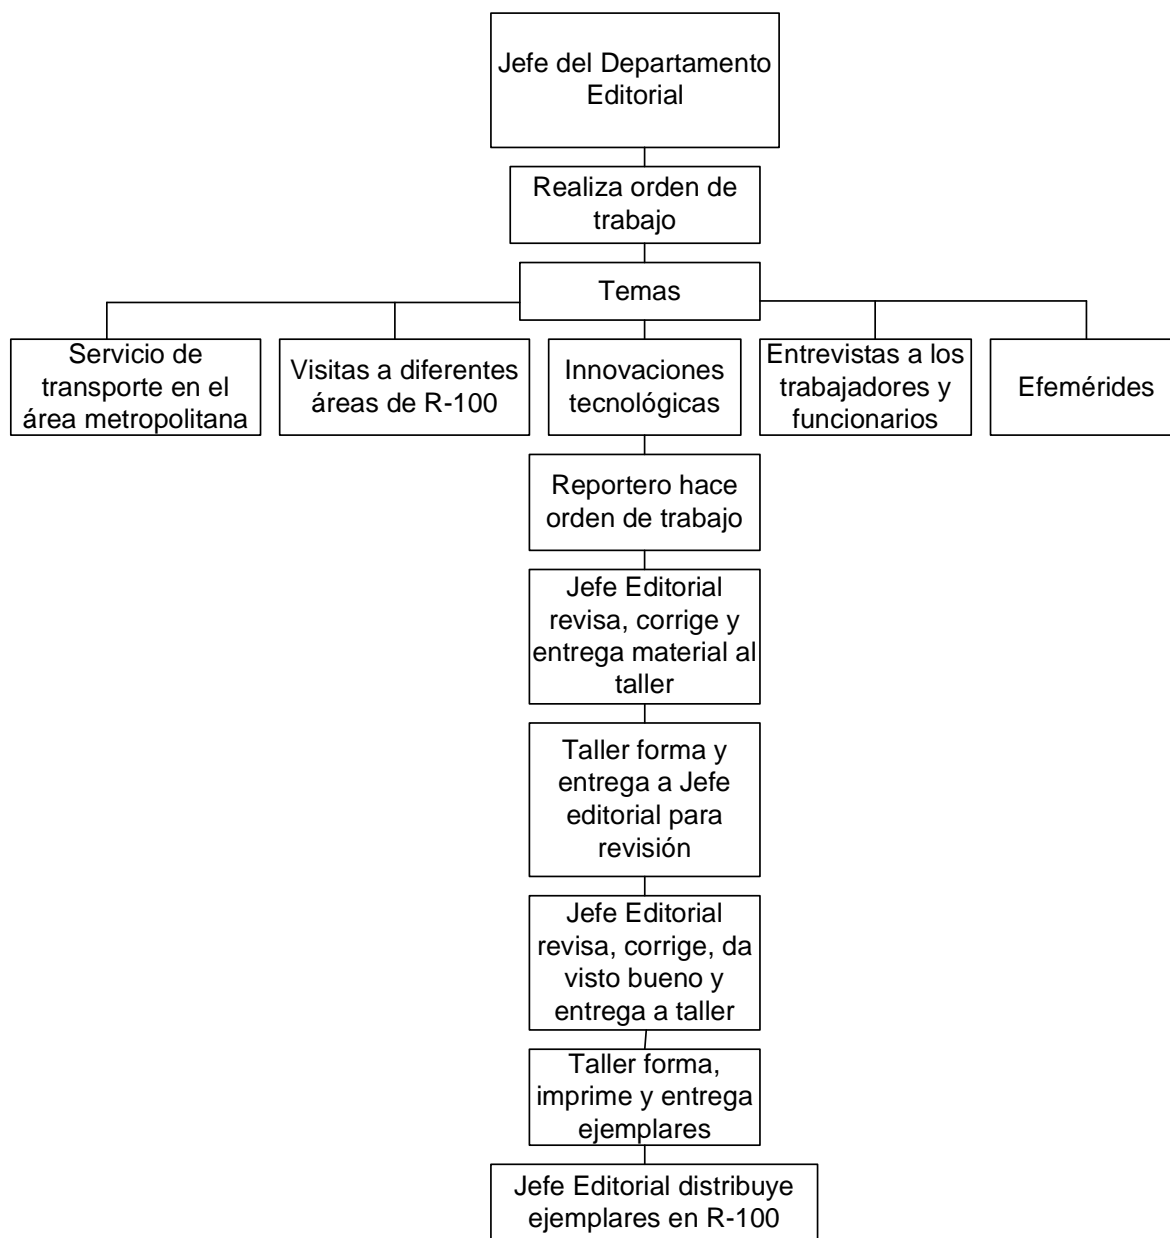 Jefe del Departamento
Editorial
Realiza orden de
trabajo
Temas
Servicio de
transporte en el
área metropolitana
Visitas a diferentes
áreas de R-100
Innovaciones
tecnológicas
Entrevistas a los
trabajadores y
funcionarios
Efemérides
Reportero hace
orden de trabajo
Jefe Editorial
revisa, corrige y
entrega material al
taller
Taller forma y
entrega a Jefe
editorial para
revisión
Jefe Editorial
revisa, corrige, da
visto bueno y
entrega a taller
Taller forma,
imprime y entrega
ejemplares
Jefe Editorial distribuye
ejemplares en R-100